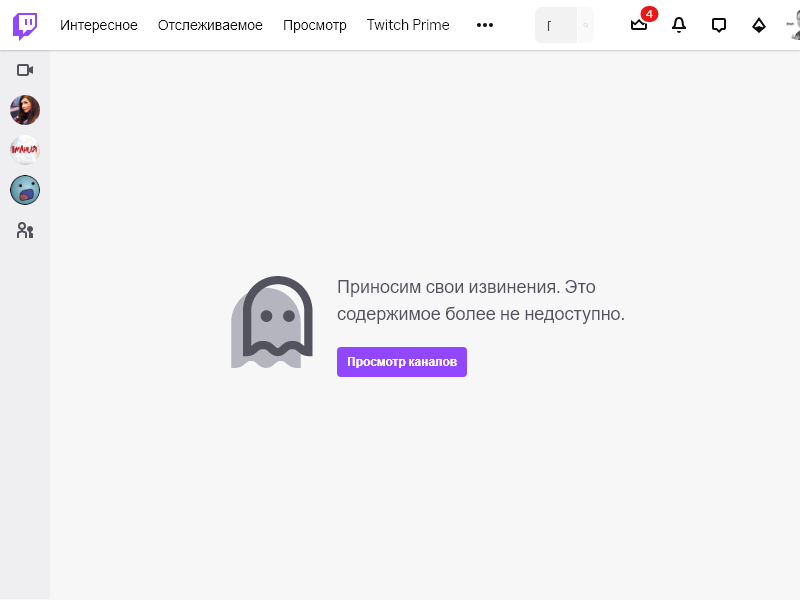 Интересное Отслеживаемое Просмотр Twitch Prime
4
Приносим свои извинения. Это
содержимое более не недоступно.
Просмотр каналов